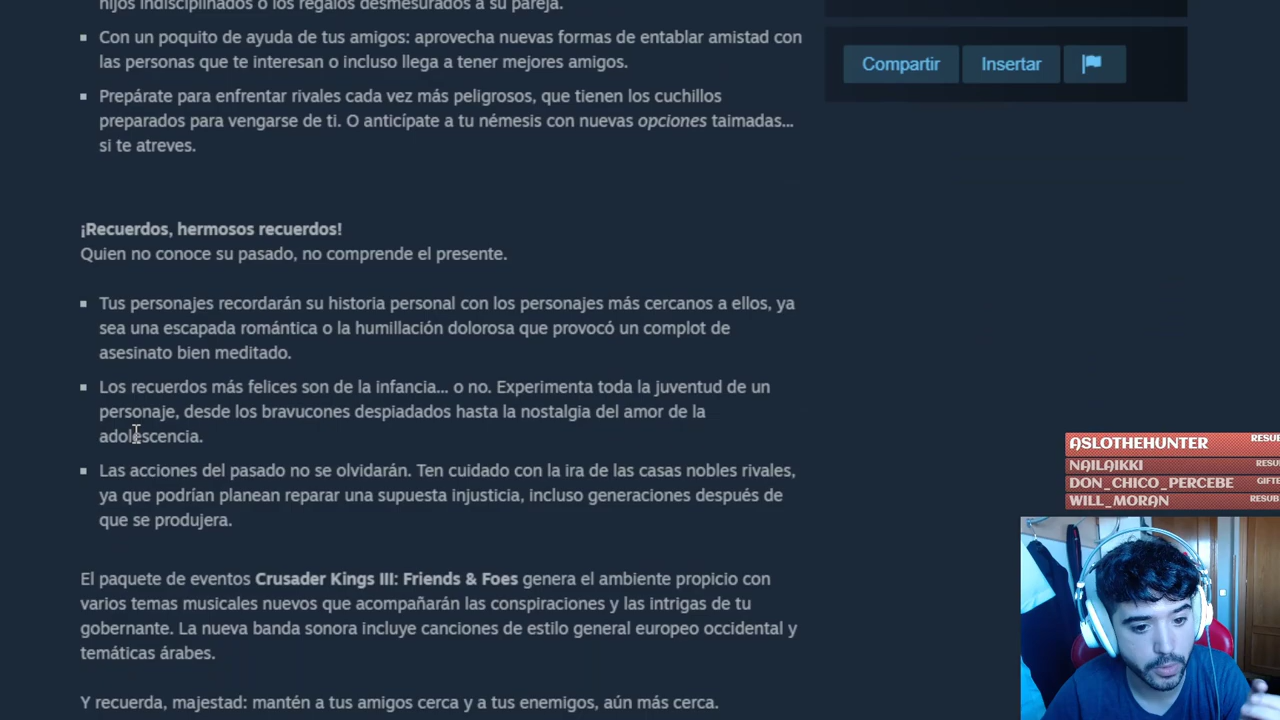 hijos indisciplinados o los regalos desmesurados a su pareja.
Con un poquito de ayuda de tus amigos: aprovecha nuevas formas de entablar amistad con
las personas que te interesan o incluso llega a tener mejores amigos.
Prepárate para enfrentar rivales cada vez más peligrosos, que tienen los cuchillos
preparados para vengarse de ti. O anticípate a tu némesis con nuevas opciones taimadas...
si te atreves.
Compartir
Insertar
¡Recuerdos, hermosos recuerdos!
Quien no conoce su pasado, no comprende el presente.
Tus personajes recordarán su historia personal con los personajes más cercanos a ellos, ya
sea una escapada romántica o la humillación dolorosa que provocó un complot de
asesinato bien meditado.
Los recuerdos más felices son de la infancia... o no. Experimenta toda la juventud de un
personaje, desde los bravucones despiadados hasta la nostalgia del amor de la
adolescencia.
Las acciones del pasado no se olvidarán. Ten cuidado con la ira de las casas nobles rivales,
ya que podrían planean reparar una supuesta injusticia, incluso generaciones después de
que se produjera.
El paquete de eventos Crusader Kings III: Friends & Foes genera el ambiente propicio con
varios temas musicales nuevos que acompañarán las conspiraciones y las intrigas de tu
gobernante. La nueva banda sonora incluye canciones de estilo general europeo occidental y
temáticas árabes.
Y recuerda, majestad: mantén a tus amigos cerca y a tus enemigos, aún más cerca.
ASLOTHEHUNTER RESUB
NAILAIKKI RESU
DON_CHICO_PERCEBE GIFTE
WILL_MORAN RESUB